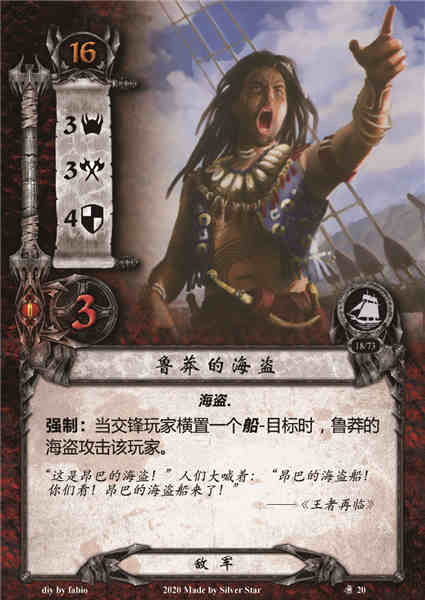 16
3
3
4
3
18/73
鲁莽的海盗
海盗.
强制：当交锋玩家横置一个船-目标时，鲁莽的
海盗攻击该玩家。
“这是昂巴的海盗！”人们大喊着：“昂巴的海盗船！
你们看！昂巴的海盗船来了！”
——《王者再临》
敌军
diy by fabio
2020 Made by Silver Star
20